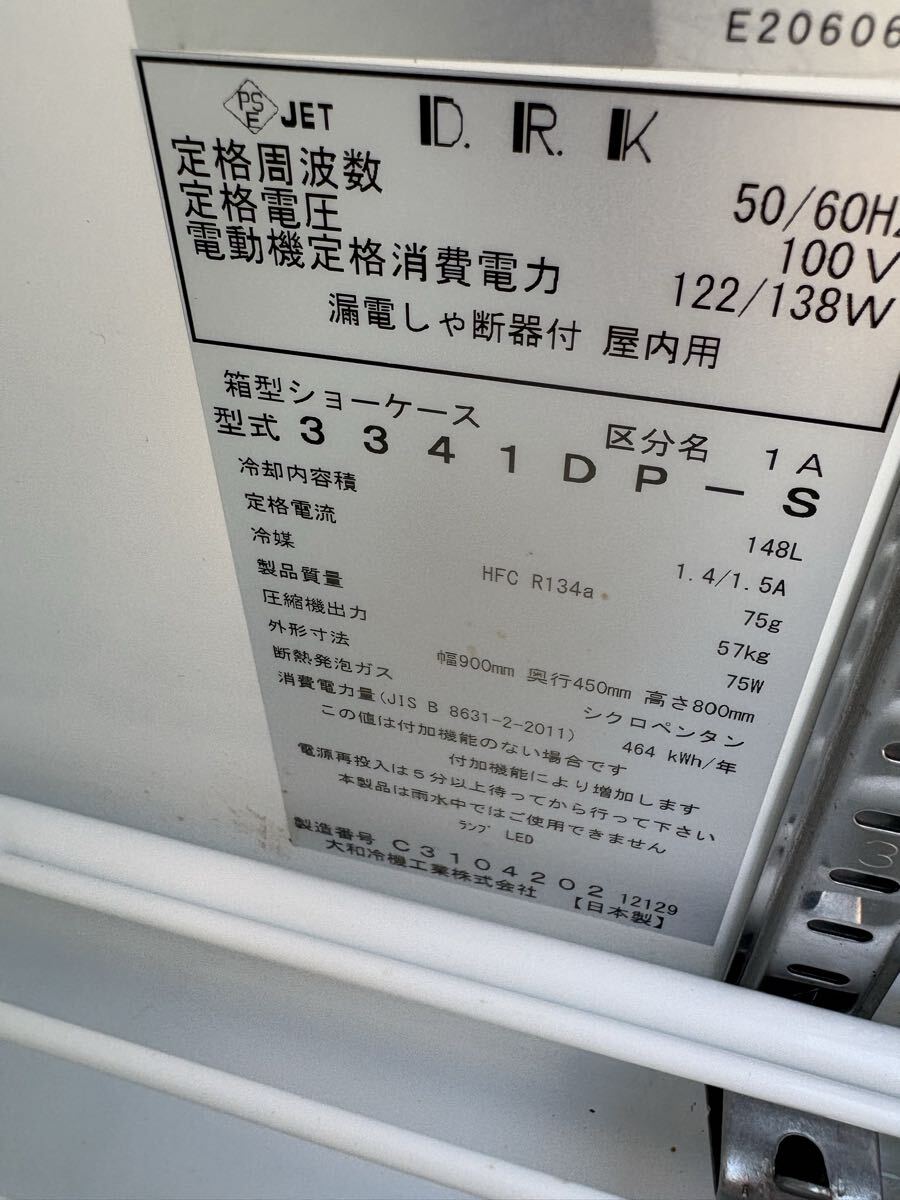 E20606
PSE JET D.R.K
定格周波数 50/60Hz
定格電圧 100V
電動機定格消費電力 122/138W
漏電しゃ断器付 屋内用
箱型ショーケース 区分名 1A
型式 3341DP-S
冷却内容積 148L
定格電流 1.4/1.5A
冷媒 HFC R134a 75g
製品質量 57kg
圧縮機出力 75W
外形寸法 幅900mm 奥行450mm 高さ800mm
断熱発泡ガス シクロペンタン
消費電力量(JIS B 8631-2-2011) 464 kWh/年
この値は付加機能のない場合です
付加機能により増加します
電源再投入は5分以上待ってから行って下さい
本製品は雨水中ではご使用できません
ランプ LED
製造番号 C3104202 12129
大和冷機工業株式会社 【日本製】
3